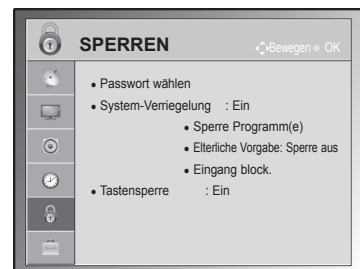 SPERREN
Bewegen OK
• Passwort wählen
• System-Verriegelung : Ein
• Sperre Programm(e)
• Elterliche Vorgabe: Sperre aus
• Eingang block.
• Tastensperre : Ein